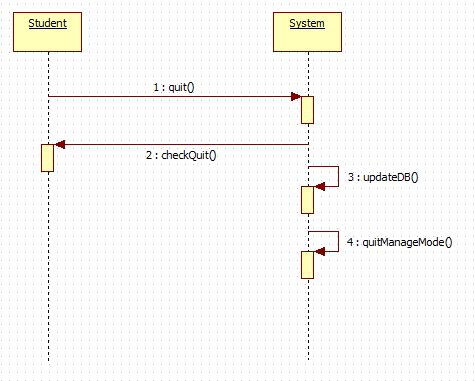 Student
System
1 : quit()
2 : checkQuit()
3 : updateDB()
4 : quitManageMode()